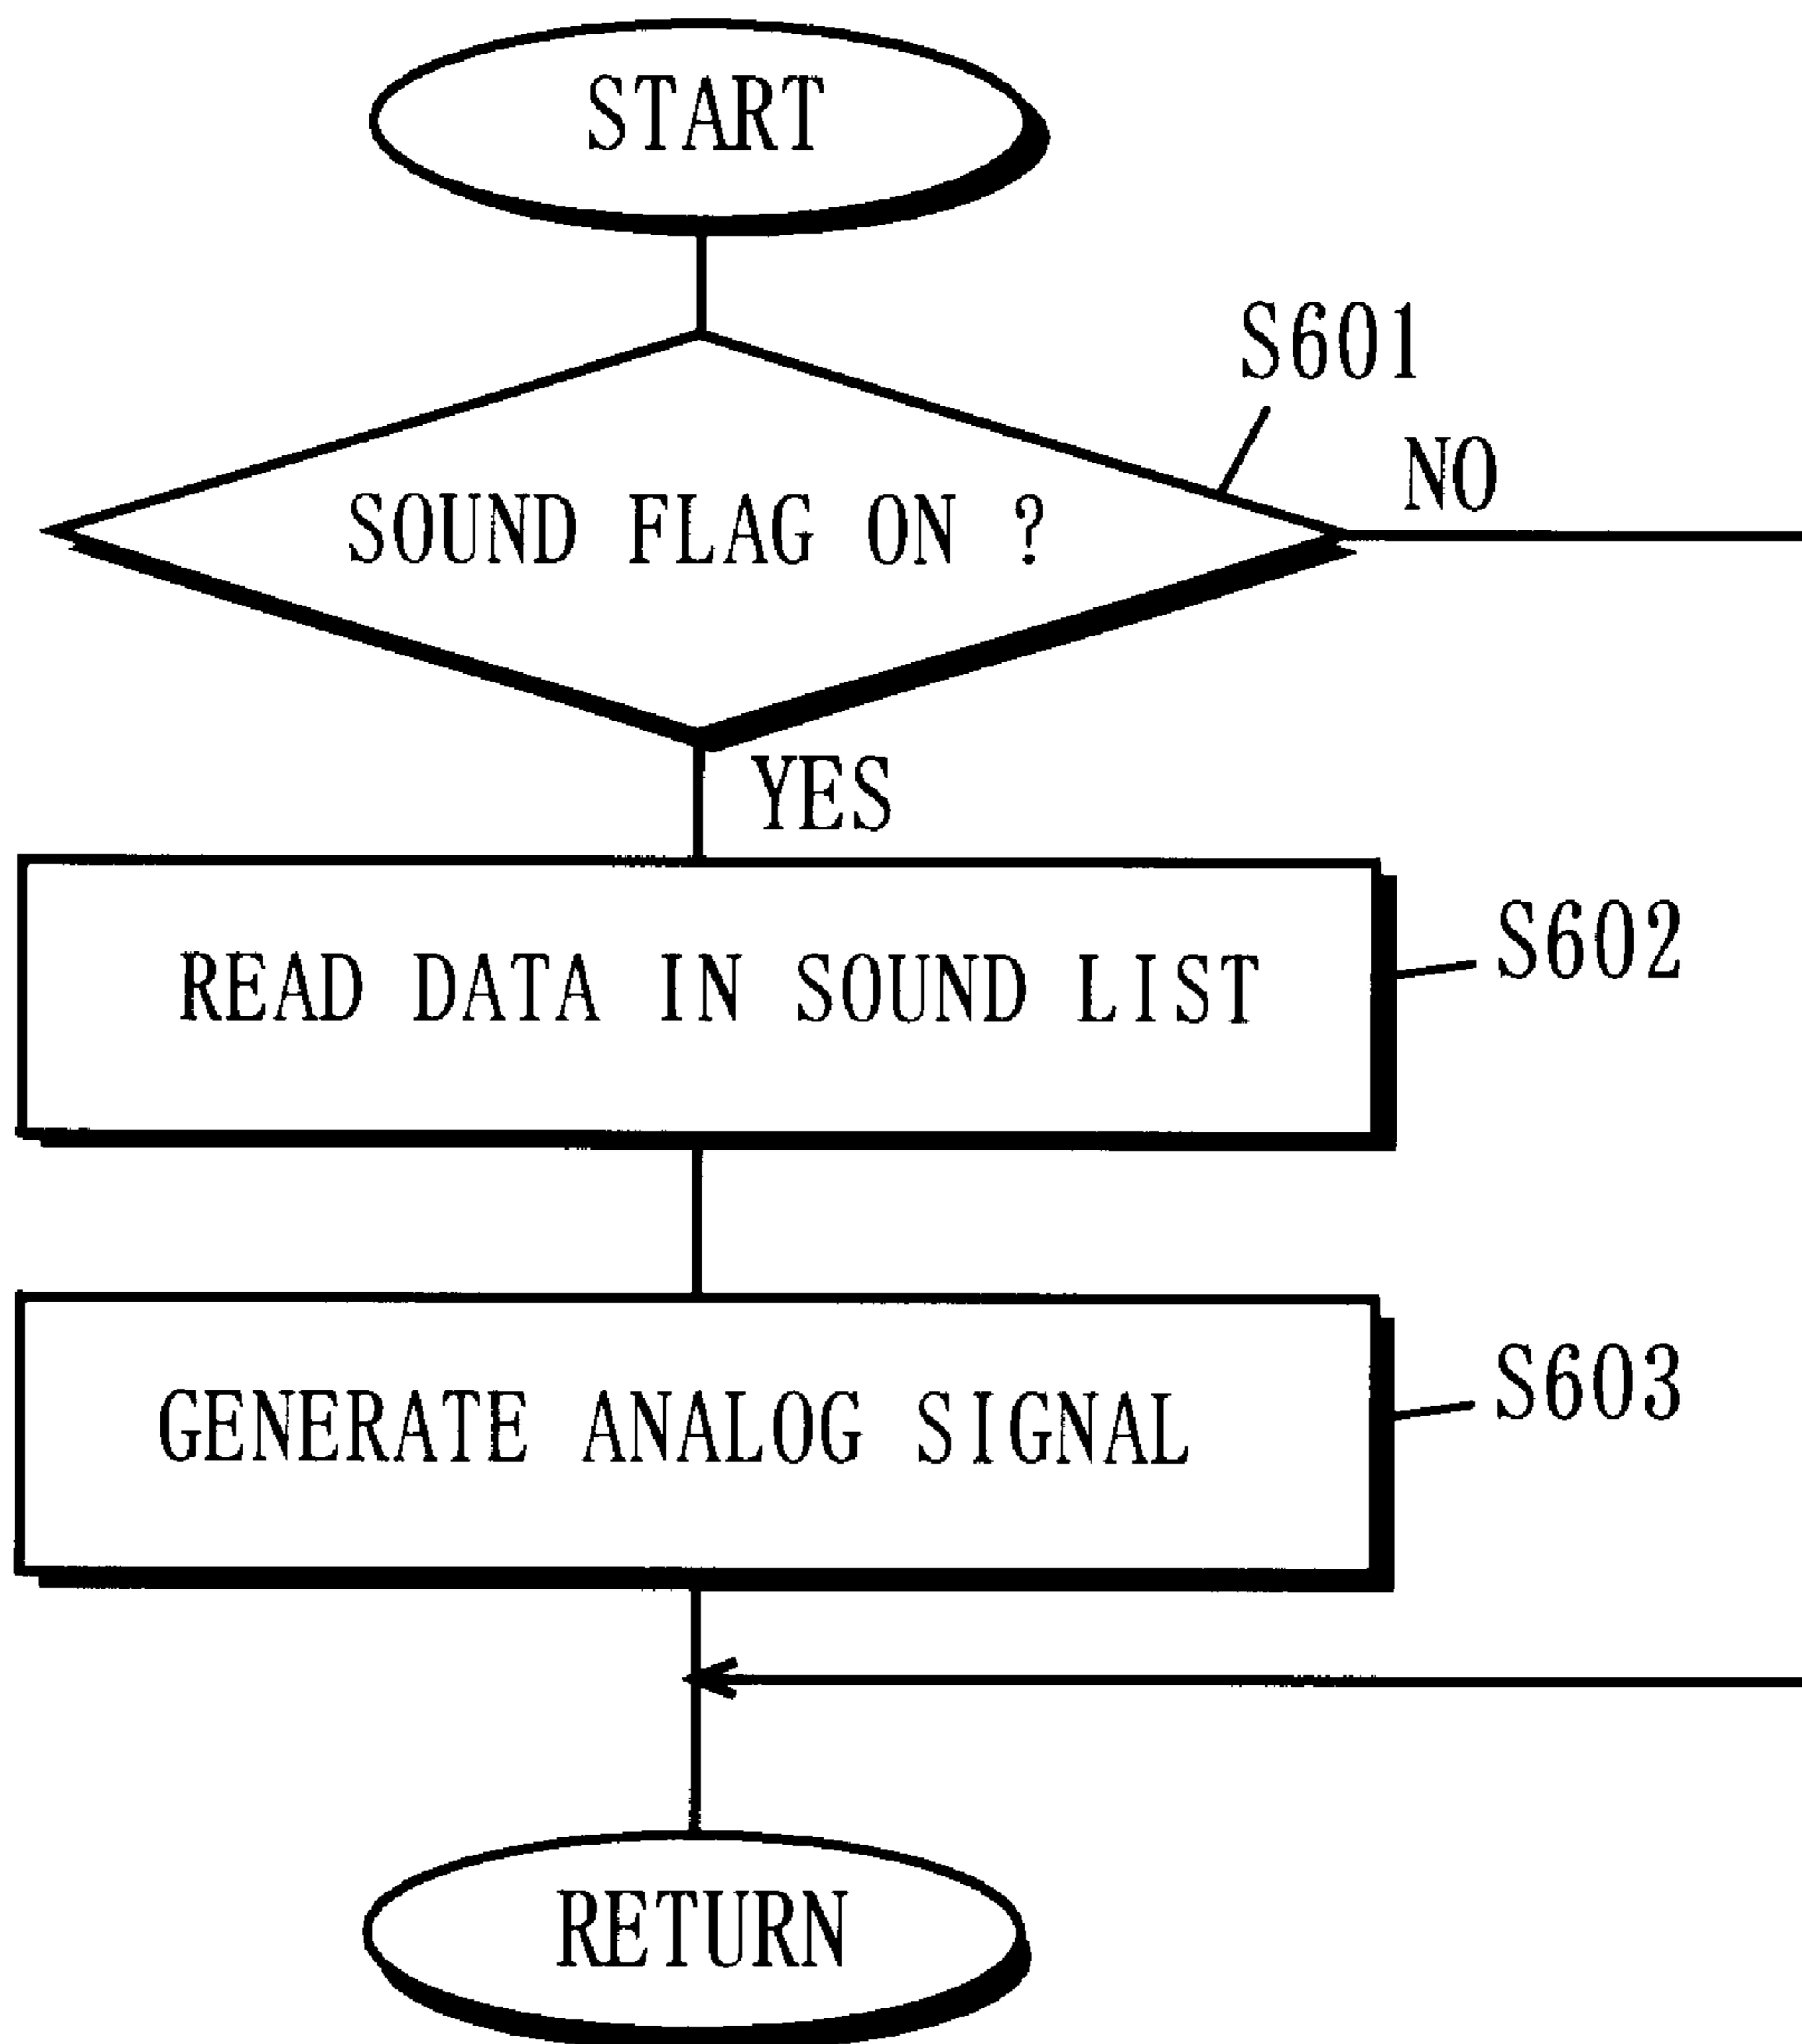 START
S601
NO
SOUND FLAG ON ?
YES
READ DATA IN SOUND LIST
S602
GENERATE ANALOG SIGNAL
S603
RETURN